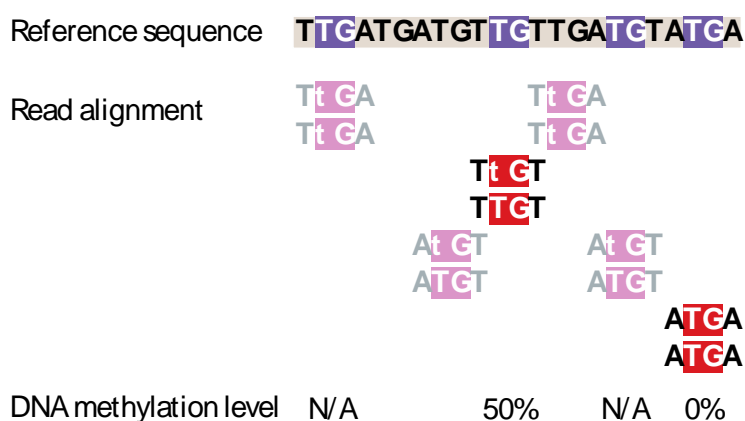 Reference sequence TTGATGATGTTGTTGATGTATGA
Read alignment
TtGA TtGA
TtGA TtGA
TtGT
TTGT
AtGT AtGT
ATGT ATGT
ATGA
ATGA
DNA methylation level N/A 50% N/A 0%